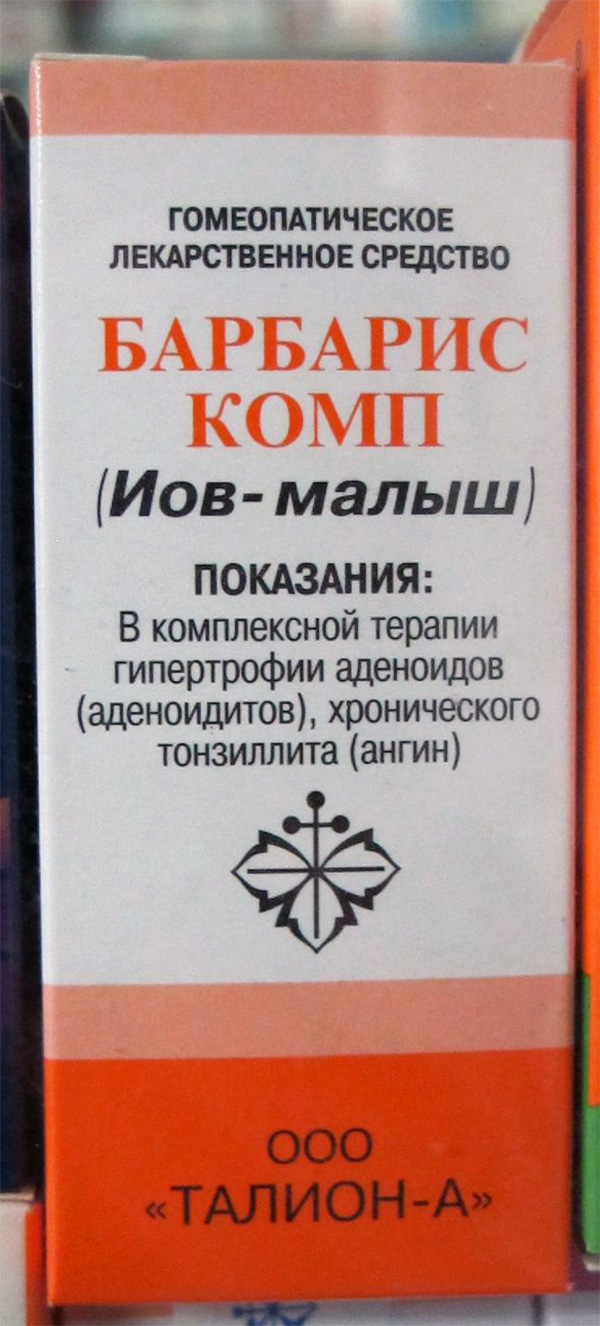 ГОМЕОПАТИЧЕСКОЕ
ЛЕКАРСТВЕННОЕ СРЕДСТВО
БАРБАРИС
КОМП
(Иов-малыш)
ПОКАЗАНИЯ:
В комплексной терапии
гипертрофии аденоидов
(аденоидитов), хронического
тонзиллита (ангин)
ООО
«ТАЛИОН-А»